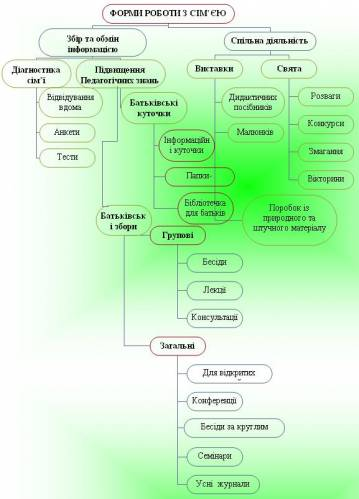 ФОРМИ РОБОТИ З СІМ'ЄЮ
Збір та обмін
інформацією
Спільна діяльність
Діагностика
сім'ї
Підвищення
Педагогічних знань
Виставки
Свята
Відвідування
вдома
Анкети
Тести
Батьківські
куточки
Інформаційн
і куточки
Папки-
Бібліотечка
для батьків
Дидактичних
посібників
Малюнків
Поробок із
природного та
штучного матеріалу
Розваги
Конкурси
Змагання
Вікторини
Батьківськ
і збори
Групові
Бесіди
Лекції
Консультації
Загальні
Для відкритих
Конференції
Бесіди за круглим
Семінари
Усні журнали